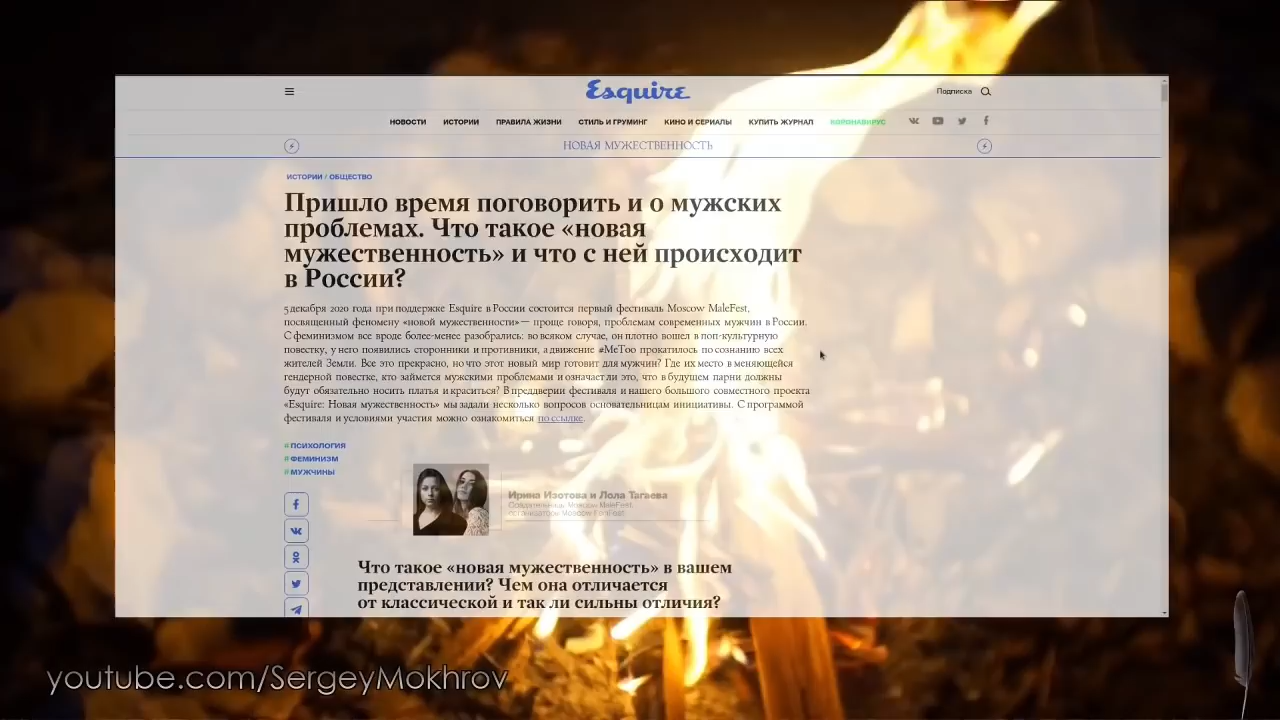 Esquire
Подписка
НОВОСТИ ИСТОРИИ ПРАВИЛА ЖИЗНИ СТИЛЬ И ГРУМИНГ КИНО И СЕРИАЛЫ КУПИТЬ ЖУРНАЛ КОРОНАВИРУС
НОВАЯ МУЖЕСТВЕННОСТЬ
ИСТОРИИ / ОБЩЕСТВО
Пришло время поговорить и о мужских
проблемах. Что такое «новая
мужественность» и что с ней происходит
в России?
5 декабря 2020 года при поддержке Esquire в России состоится первый фестиваль Moscow MaleFest,
посвященный феномену «новой мужественности» — проще говоря, проблемам современных мужчин в России.
С феминизмом все вроде более-менее разобрались: во всяком случае, он плотно вошел в поп-культурную
повестку, у него появились сторонники и противники, а движение #MeToo прокатилось по сознанию всех
жителей Земли. Все это прекрасно, но что этот новый мир готовит для мужчин? Где их место в меняющейся
гендерной повестке, кто займется мужскими проблемами и означает ли это, что в будущем парни должны
будут обязательно носить платья и краситься? В преддверии фестиваля и нашего большого совместного проекта
«Esquire: Новая мужественность» мы задали несколько вопросов основательницам инициативы. С программой
фестиваля и условиями участия можно ознакомиться по ссылке.
#ПСИХОЛОГИЯ
#ФЕМИНИЗМ
#МУЖЧИНЫ
Ирина Изотова и Лола Тагаева
Создательницы Moscow MaleFest,
организаторы Moscow FemFest
Что такое «новая мужественность» в вашем
представлении? Чем она отличается
от классической и так ли сильны отличия?
youtube.com/SergeyMokhrov